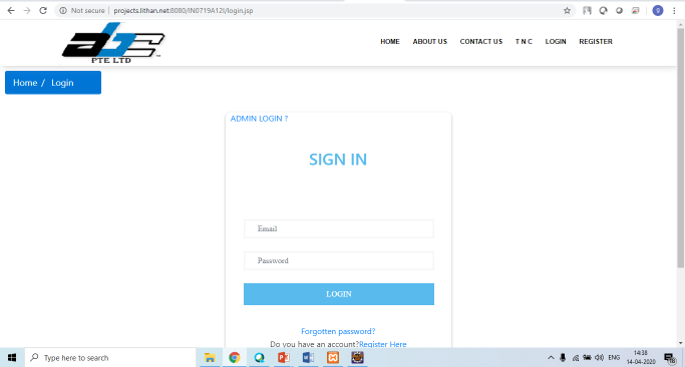 Not secure | projects.lithan.net:8080/IN0719A12I/login.jsp
abc
PTE LTD
HOME ABOUT US CONTACT US T N C LOGIN REGISTER
Home / Login
ADMIN LOGIN ?
SIGN IN
Email
Password
LOGIN
Forgotten password?
Do you have an account?Register Here
Type here to search
ENG
14:38
14-04-2020